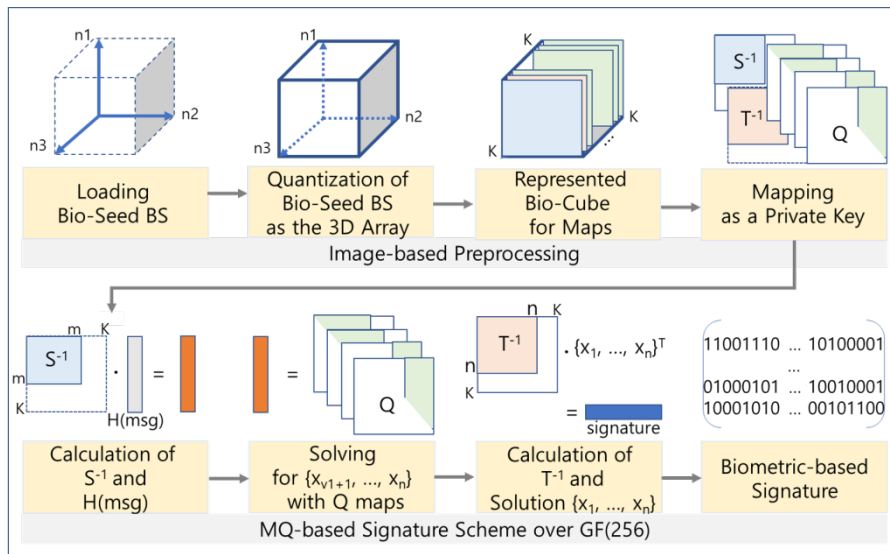 n1
n2
n3
n1
n2
n3
K
K
K
...
S⁻¹
T⁻¹
Q
Loading
Bio-Seed BS
Quantization of
Bio-Seed BS
as the 3D Array
Represented
Bio-Cube
for Maps
Mapping
as a Private Key
Image-based Preprocessing
m K
S⁻¹
m
K
· =
H(msg)
=
Q
n K
T⁻¹
n
K
· {x₁, ..., xₙ}ᵀ
=
signature
11001110 ... 10100001
...
01000101 ... 10010001
10001010 ... 00101100
Calculation of
S⁻¹ and
H(msg)
Solving
for {xᵥ₁₊₁, ..., xₙ}
with Q maps
Calculation of
T⁻¹ and
Solution {x₁, ..., xₙ}
Biometric-based
Signature
MQ-based Signature Scheme over GF(256)